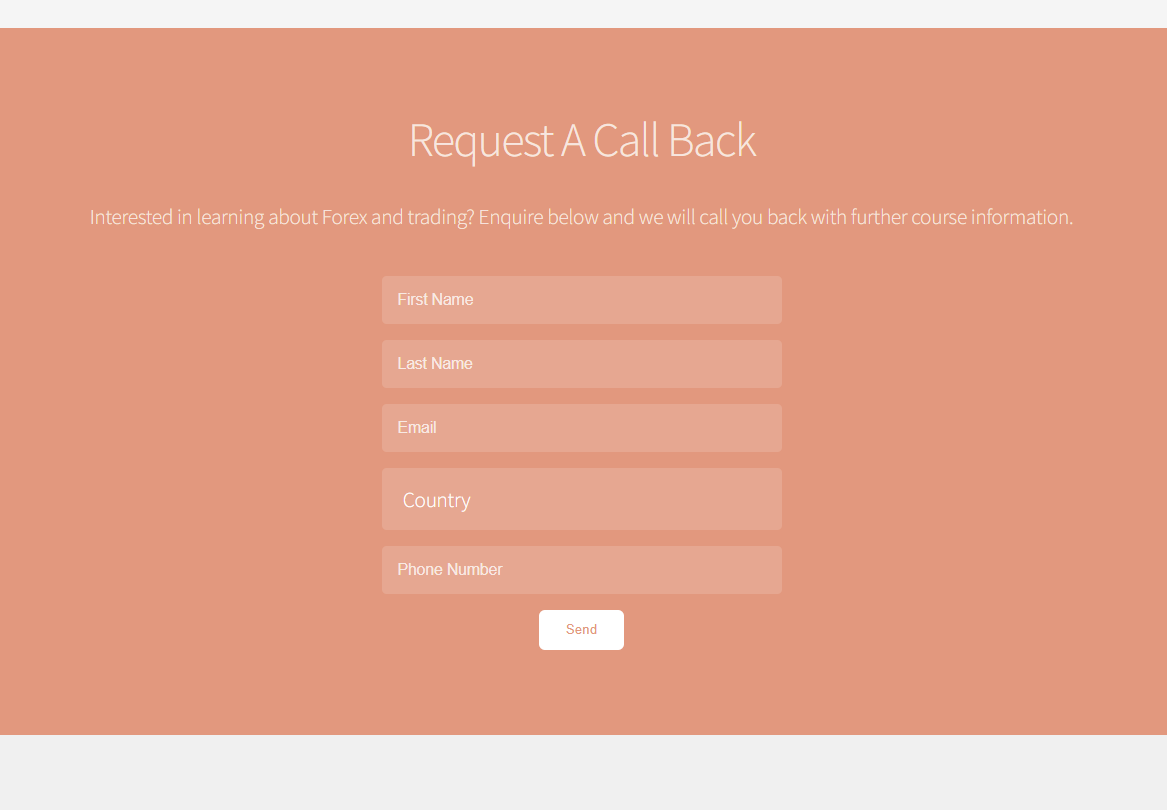 Request A Call Back
Interested in learning about Forex and trading? Enquire below and we will call you back with further course information.
First Name
Last Name
Email
Country
Phone Number
Send